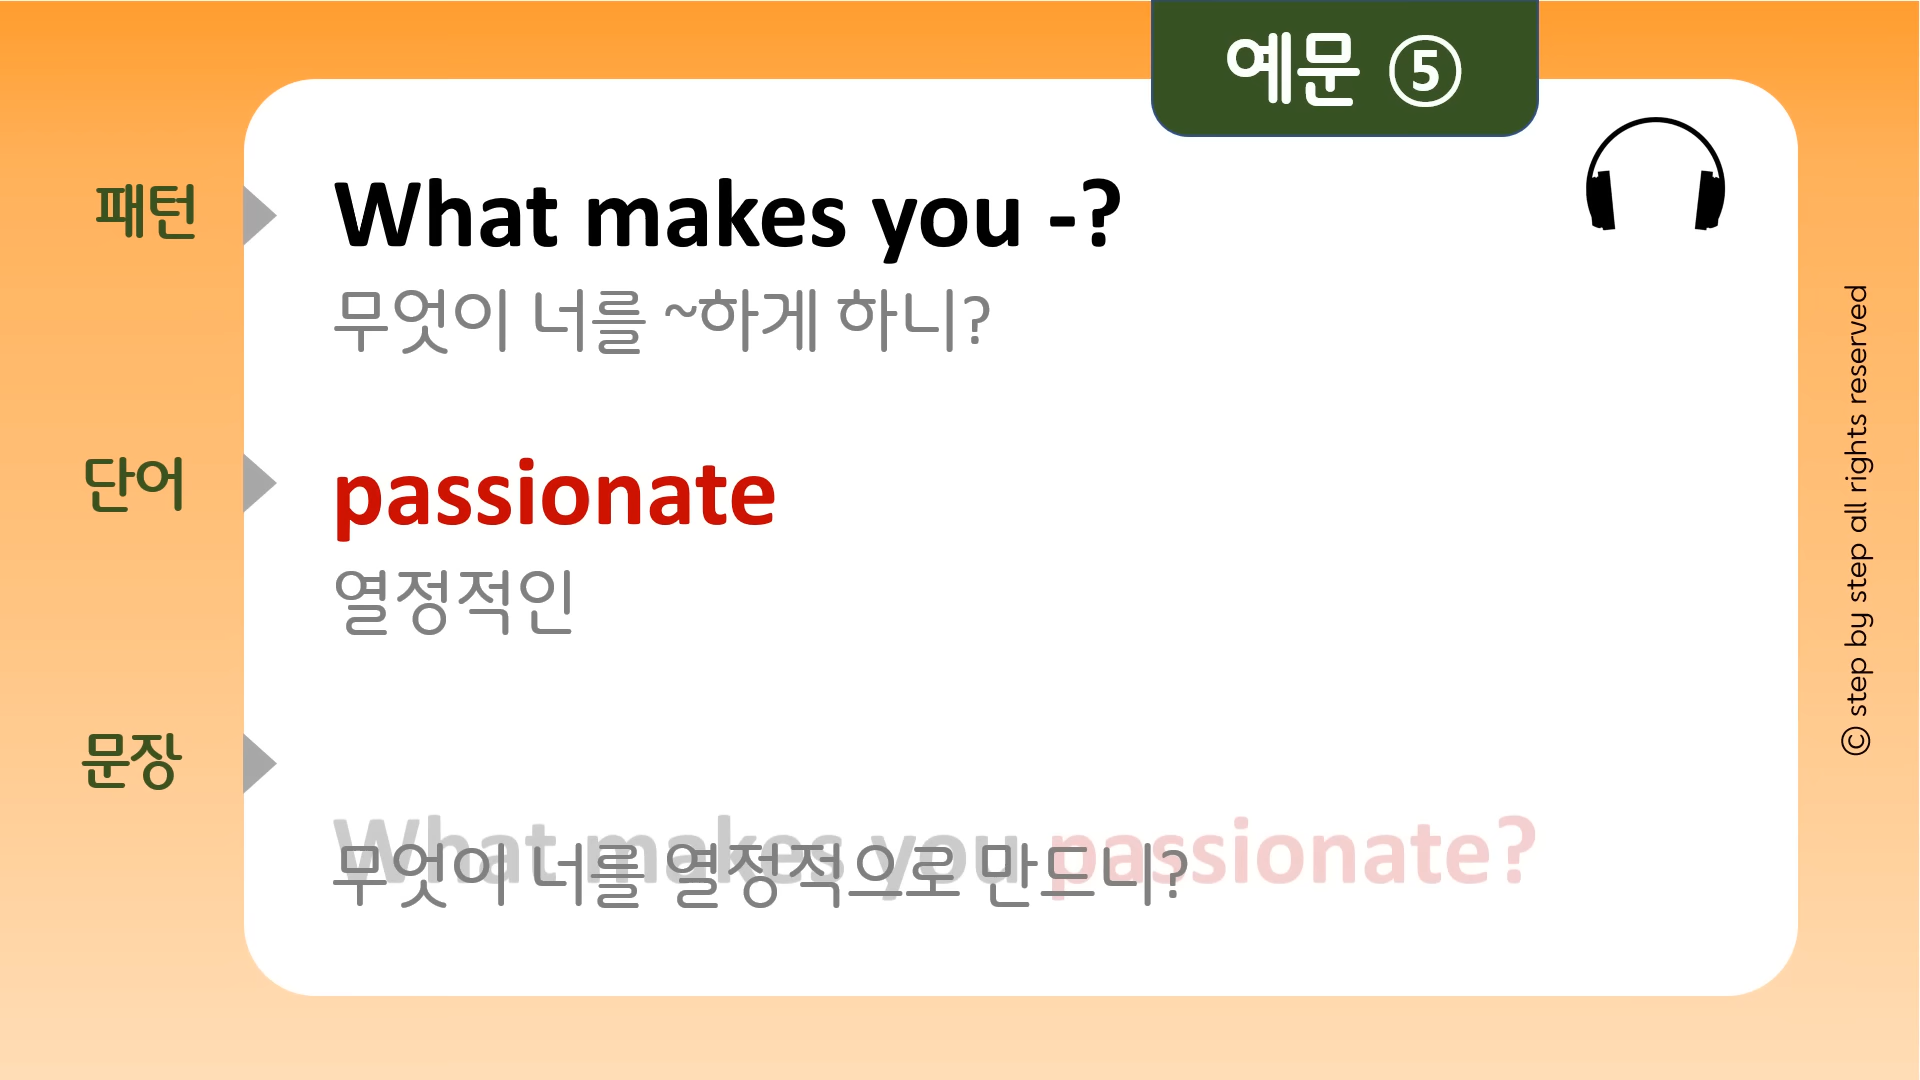 예문 ⑤
패턴
What makes you -?
무엇이 너를 ~하게 하니?
단어
passionate
열정적인
문장
What makes you passionate?
무엇이 너를 열정적으로 만드니?
© step by step all rights reserved